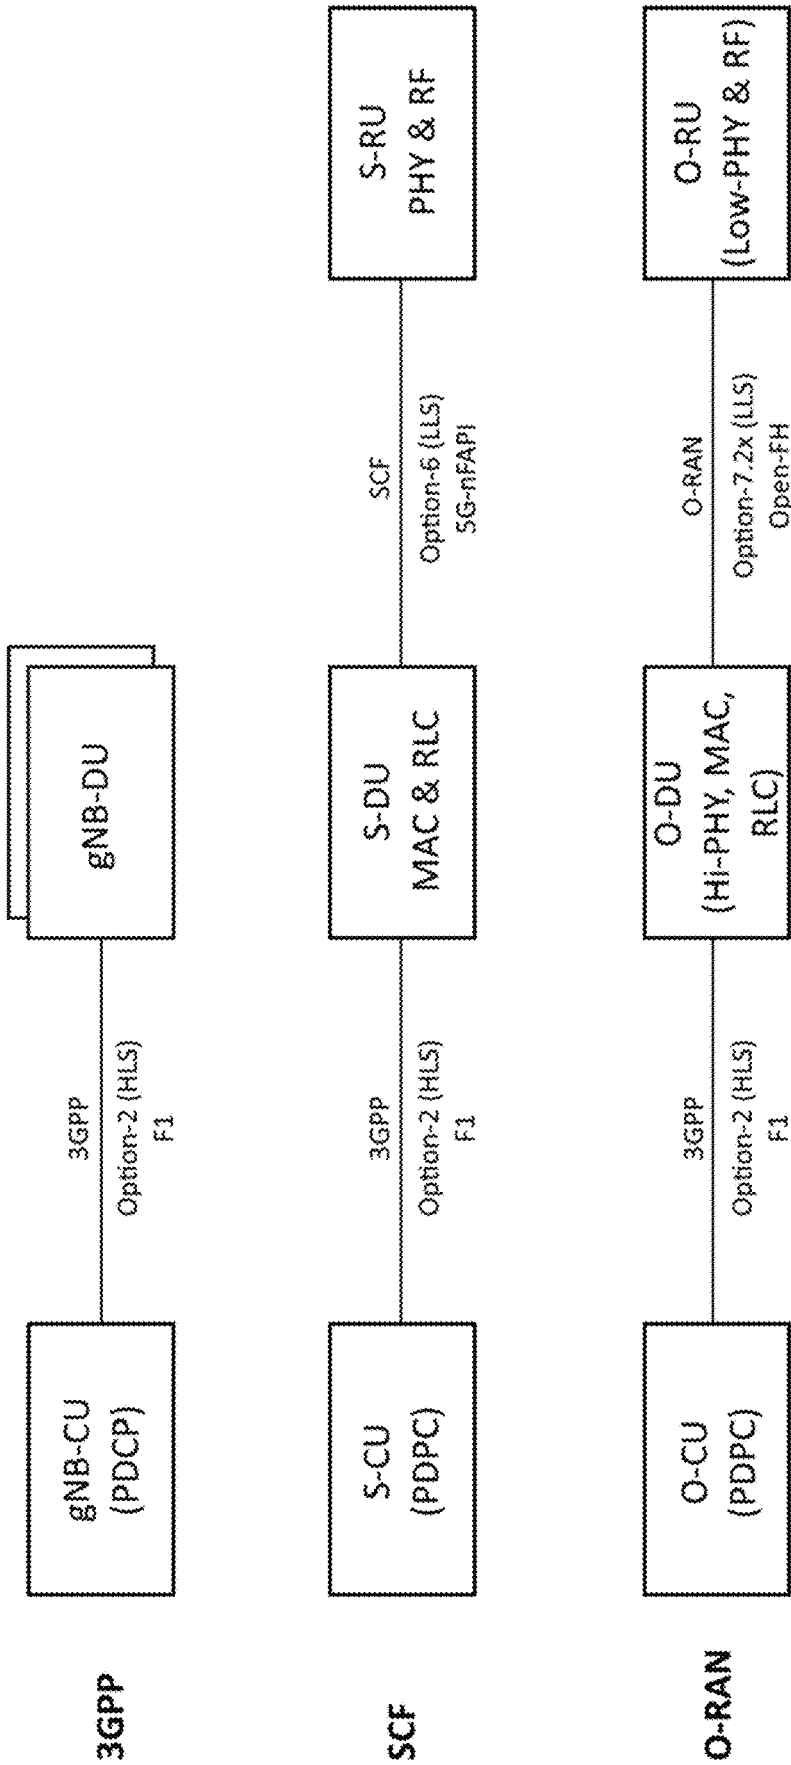 3GPP
gNB-CU
(PDCP)
3GPP
Option-2 (HLS)
F1
gNB-DU
SCF
S-CU
(PDPC)
3GPP
Option-2 (HLS)
F1
S-DU
MAC & RLC
SCF
Option-6 (LLS)
5G-nFAPI
S-RU
PHY & RF
O-RAN
O-CU
(PDPC)
3GPP
Option-2 (HLS)
F1
O-DU
(Hi-PHY, MAC,
RLC)
O-RAN
Option-7.2x (LLS)
Open-FH
O-RU
(Low-PHY & RF)